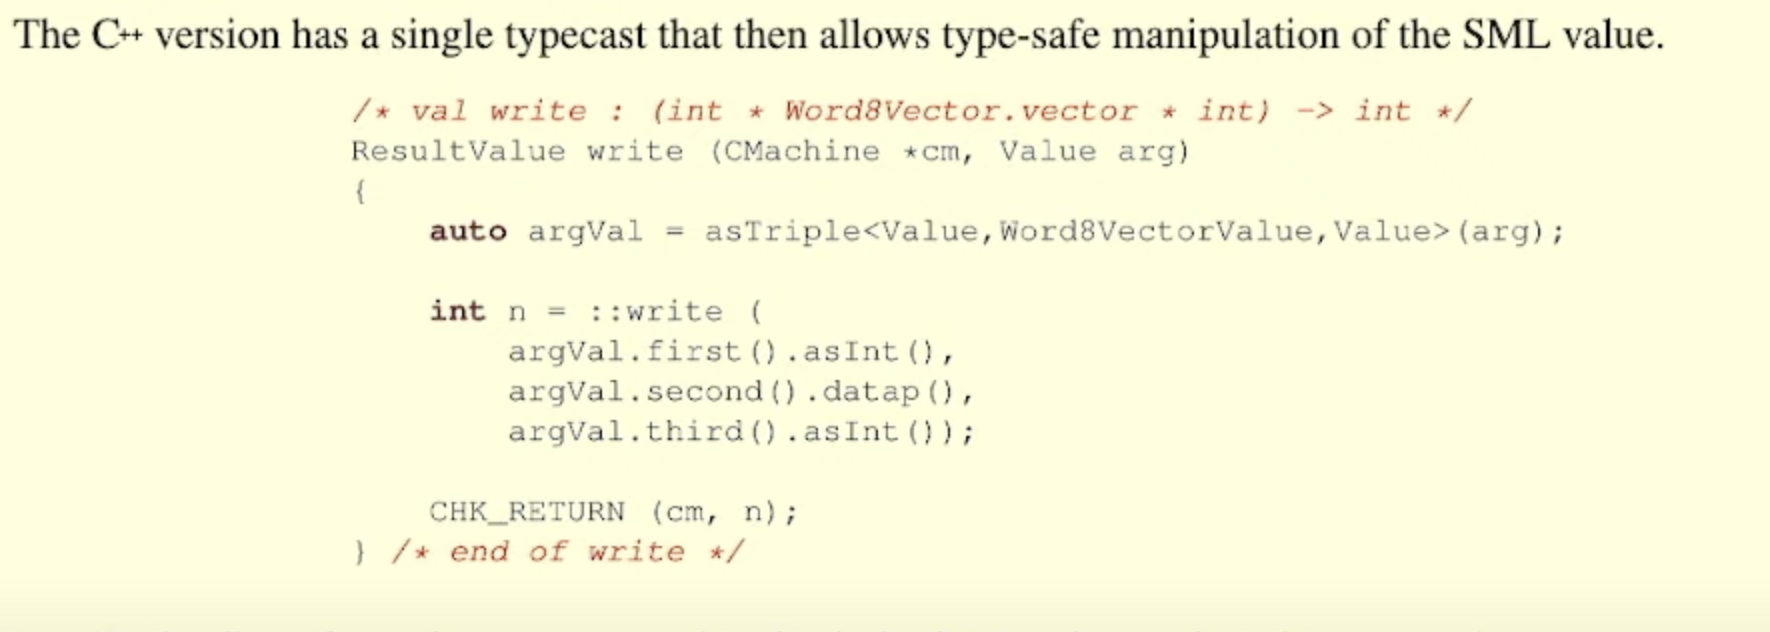 The C++ version has a single typecast that then allows type-safe manipulation of the SML value.
/* val write : (int * Word8Vector.vector * int) -> int */
ResultValue write (CMachine *cm, Value arg)
{
    auto argVal = asTriple<Value,Word8VectorValue,Value>(arg);
    int n = ::write (
        argVal.first().asInt(),
        argVal.second().datap(),
        argVal.third().asInt());
    CHK_RETURN (cm, n);
} /* end of write */